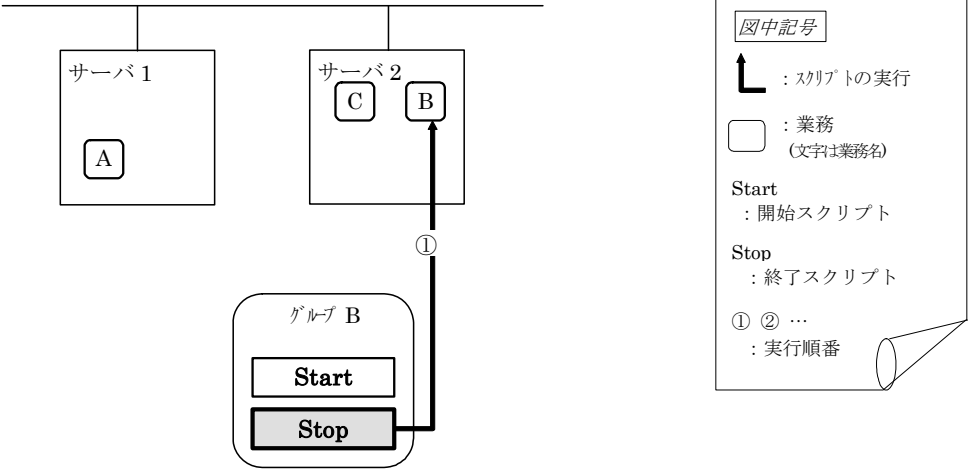 サーバ 1
A
サーバ 2
C
B
①
グループ B
Start
Stop
図中記号
：スクリプトの実行
：業務
(文字は業務名)
Start
：開始スクリプト
Stop
：終了スクリプト
① ② …
：実行順番